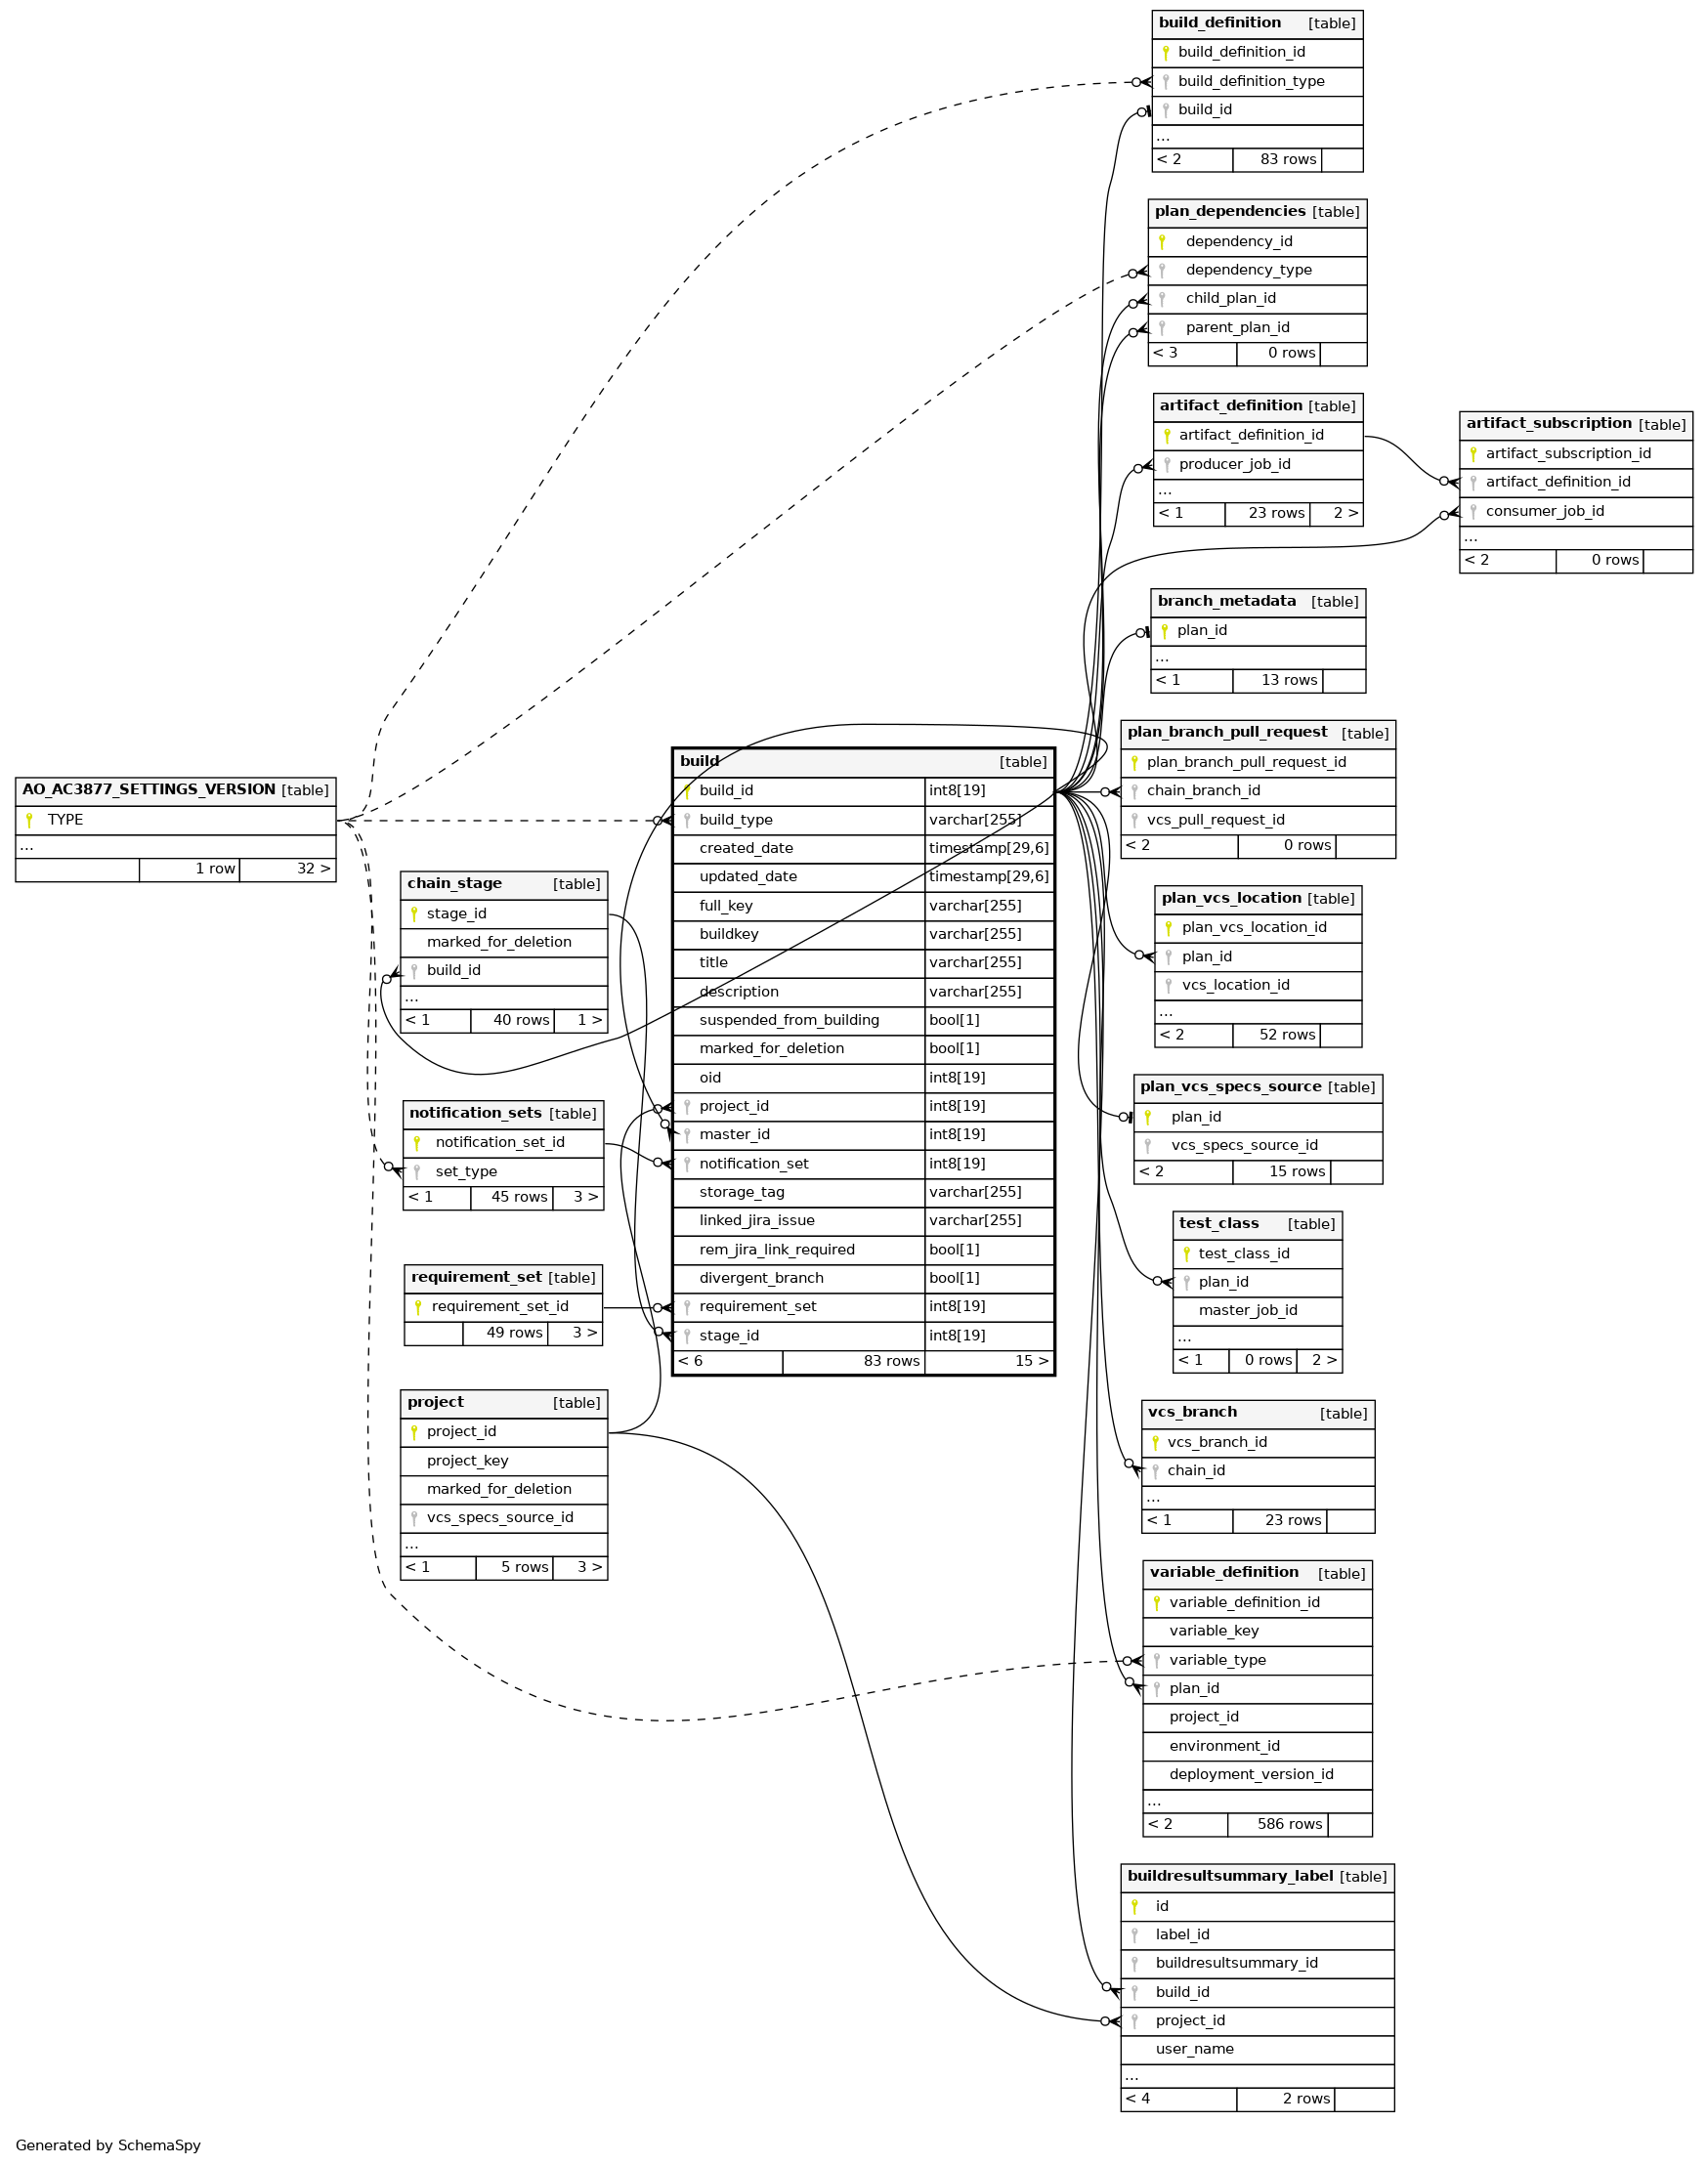 build_definition [table]
build_definition_id
build_definition_type
build_id
...
< 2 83 rows
plan_dependencies [table]
dependency_id
dependency_type
child_plan_id
parent_plan_id
< 3 0 rows
artifact_definition [table]
artifact_definition_id
producer_job_id
...
< 1 23 rows 2 >
artifact_subscription [table]
artifact_subscription_id
artifact_definition_id
consumer_job_id
...
< 2 0 rows
branch_metadata [table]
plan_id
...
< 1 13 rows
plan_branch_pull_request [table]
plan_branch_pull_request_id
chain_branch_id
vcs_pull_request_id
< 2 0 rows
AO_AC3877_SETTINGS_VERSION [table]
TYPE
...
1 row 32 >
build [table]
build_id int8[19]
build_type varchar[255]
created_date timestamp[29,6]
updated_date timestamp[29,6]
full_key varchar[255]
buildkey varchar[255]
title varchar[255]
description varchar[255]
suspended_from_building bool[1]
marked_for_deletion bool[1]
oid int8[19]
project_id int8[19]
master_id int8[19]
notification_set int8[19]
storage_tag varchar[255]
linked_jira_issue varchar[255]
rem_jira_link_required bool[1]
divergent_branch bool[1]
requirement_set int8[19]
stage_id int8[19]
< 6 83 rows 15 >
chain_stage [table]
stage_id
marked_for_deletion
build_id
...
< 1 40 rows 1 >
notification_sets [table]
notification_set_id
set_type
< 1 45 rows 3 >
requirement_set [table]
requirement_set_id
49 rows 3 >
project [table]
project_id
project_key
marked_for_deletion
vcs_specs_source_id
...
< 1 5 rows 3 >
plan_vcs_location [table]
plan_vcs_location_id
plan_id
vcs_location_id
...
< 2 52 rows
plan_vcs_specs_source [table]
plan_id
vcs_specs_source_id
< 2 15 rows
test_class [table]
test_class_id
plan_id
master_job_id
...
< 1 0 rows 2 >
vcs_branch [table]
vcs_branch_id
chain_id
...
< 1 23 rows
variable_definition [table]
variable_definition_id
variable_key
variable_type
plan_id
project_id
environment_id
deployment_version_id
...
< 2 586 rows
buildresultsummary_label [table]
id
label_id
buildresultsummary_id
build_id
project_id
user_name
...
< 4 2 rows
Generated by SchemaSpy